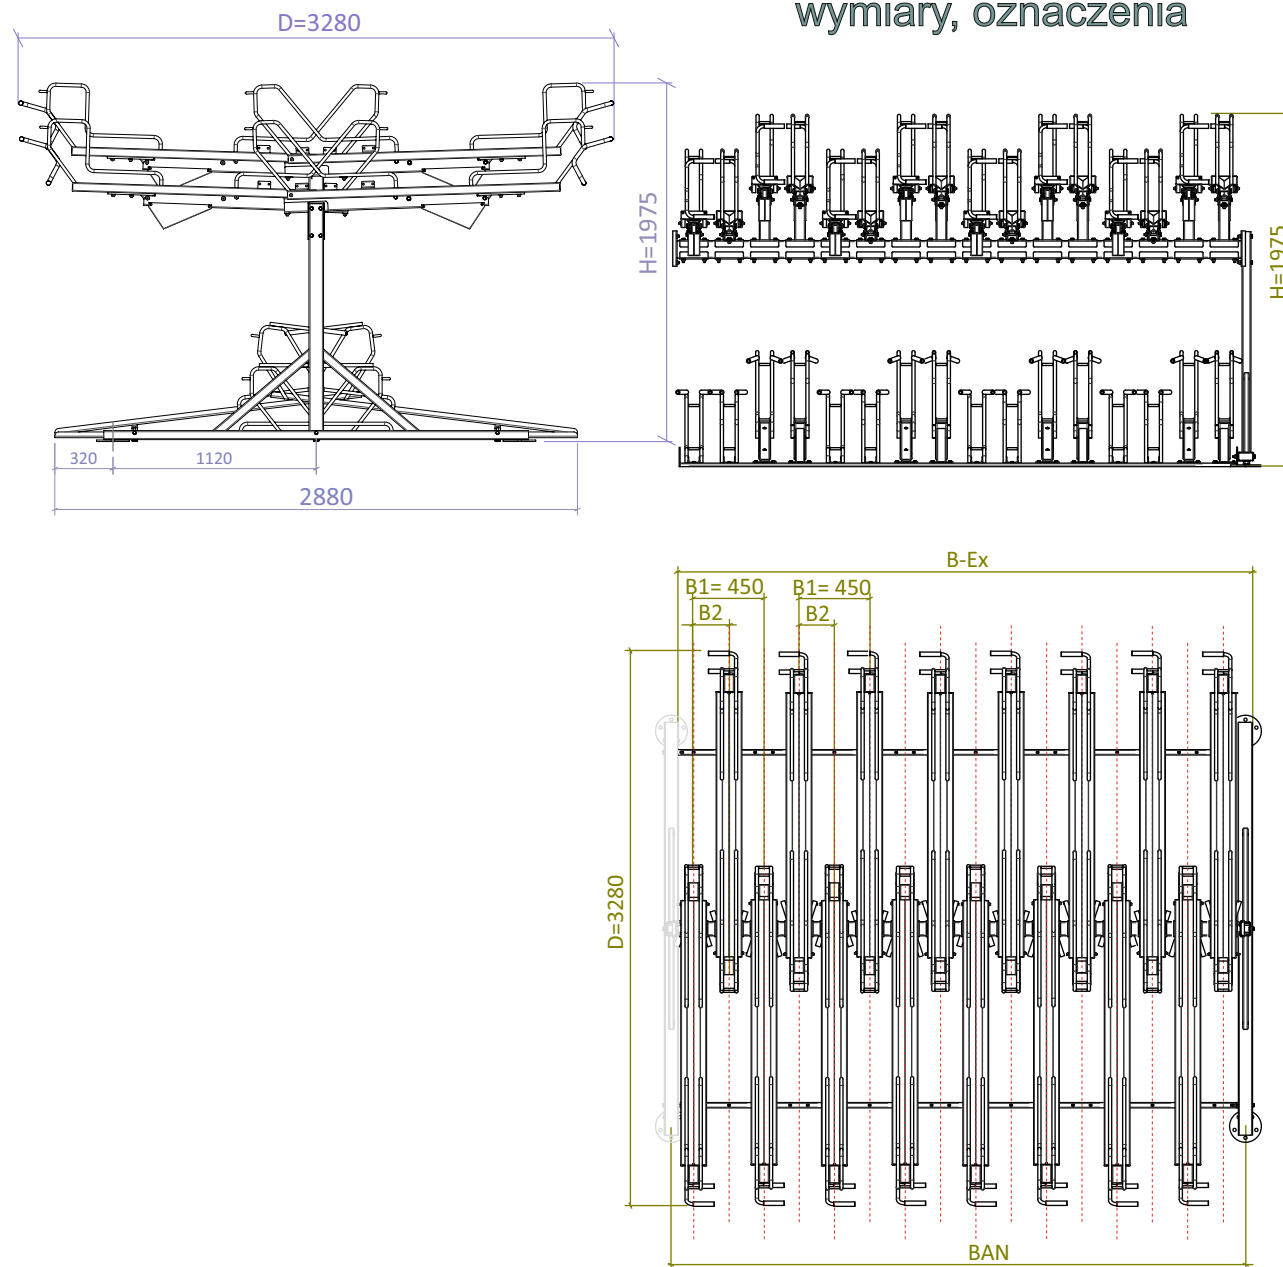 wymiary, oznaczenia
D=3280
H=1975
H=1975
320
1120
2880
B-Ex
B1= 450
B1= 450
B2
B2
D=3280
BAN